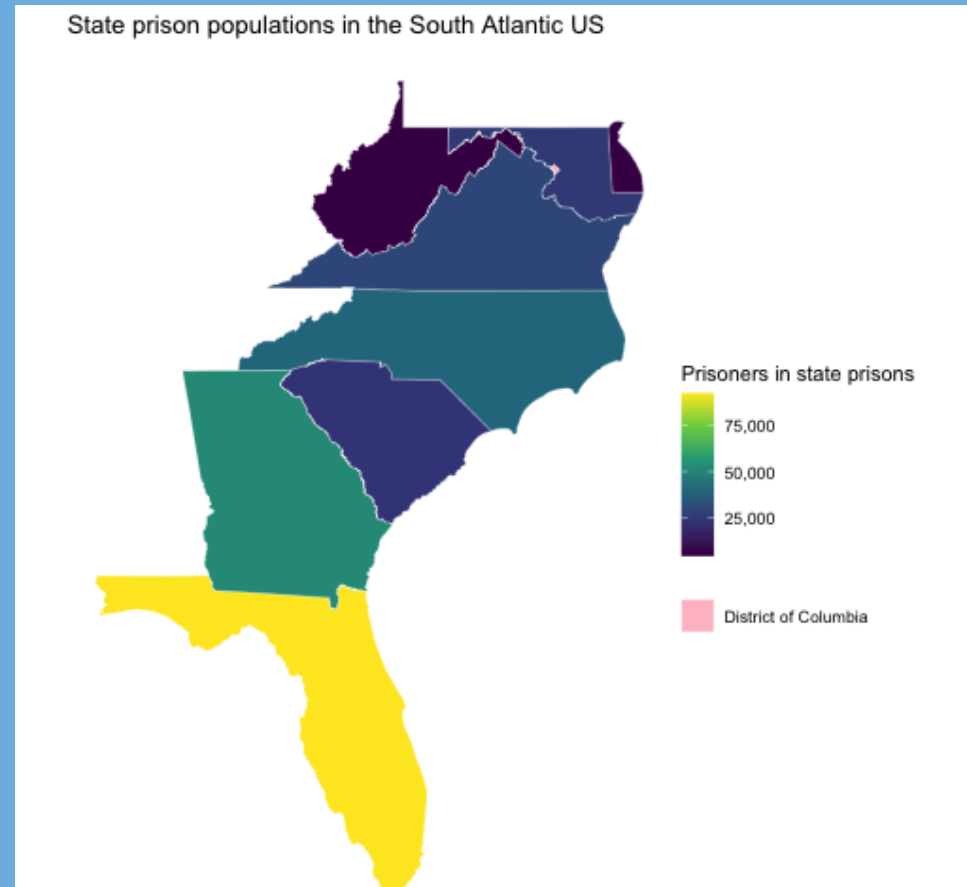 State prison populations in the South Atlantic US
Prisoners in state prisons
75,000
50,000
25,000
District of Columbia